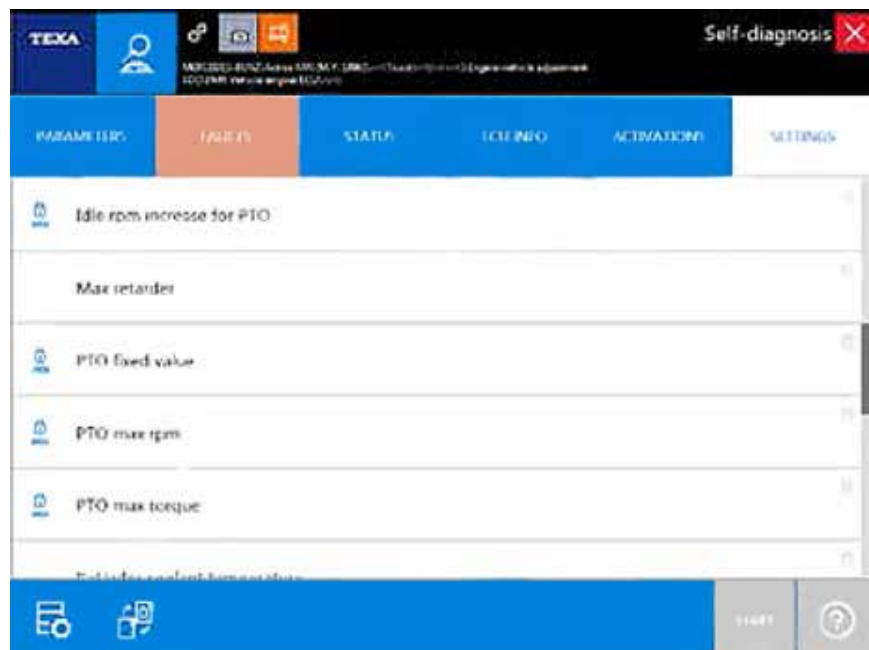 TEXA
Self-diagnosis
PARAMETERS
FAULTS
STATUS
ECU INFO
ACTIVATIONS
SETTINGS
Idle rpm increase for PTO
Max retarder
PTO fixed value
PTO max rpm
PTO max torque
START